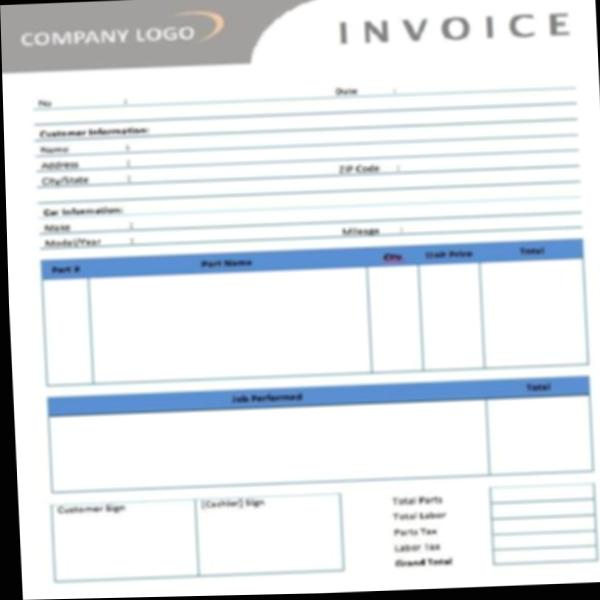 COMPANY LOGO
INVOICE
No :
Date :
Customer Information:
Name :
Address :
City/State :
ZIP Code :
Car Information:
Make :
Model/Year :
Mileage :
Part # Part Name Qty Unit Price Total
Job Performed Total
Customer Sign
[Cashier] Sign
Total Parts
Total Labor
Parts Tax
Labor Tax
Grand Total